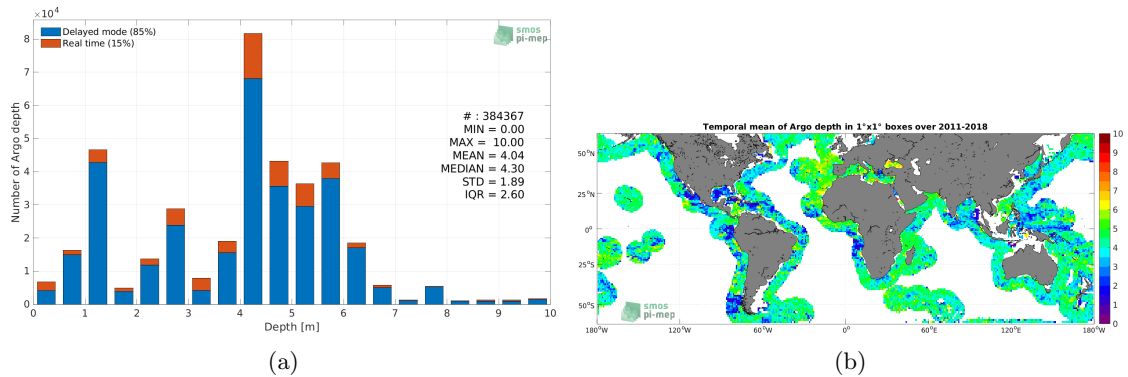 ×10⁴
Delayed mode (85%)
Real time (15%)
smos
pi-mep
8
7
6
5
4
3
2
1
0
Number of Argo depth
# : 384367
MIN = 0.00
MAX = 10.00
MEAN = 4.04
MEDIAN = 4.30
STD = 1.89
IQR = 2.60
0 1 2 3 4 5 6 7 8 9 10
Depth [m]
(a)
Temporal mean of Argo depth in 1°x1° boxes over 2011-2018
50°N
25°N
0°
25°S
50°S
smos
pi-mep
180°W 120°W 60°W 0° 60°E 120°E 180°W
10
9
8
7
6
5
4
3
2
1
0
(b)